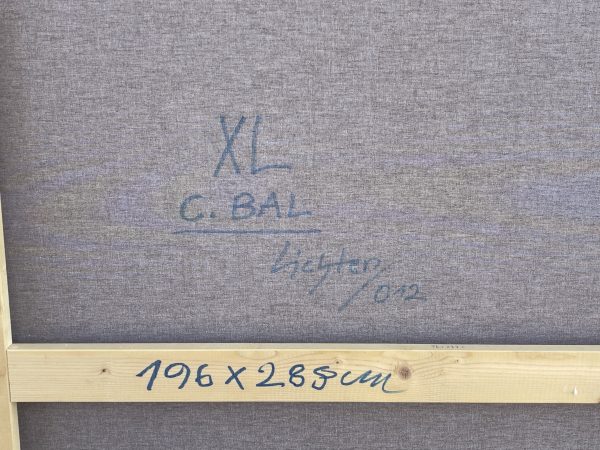 XL
C. BAL
Lichten
/012
196 x 288 cm